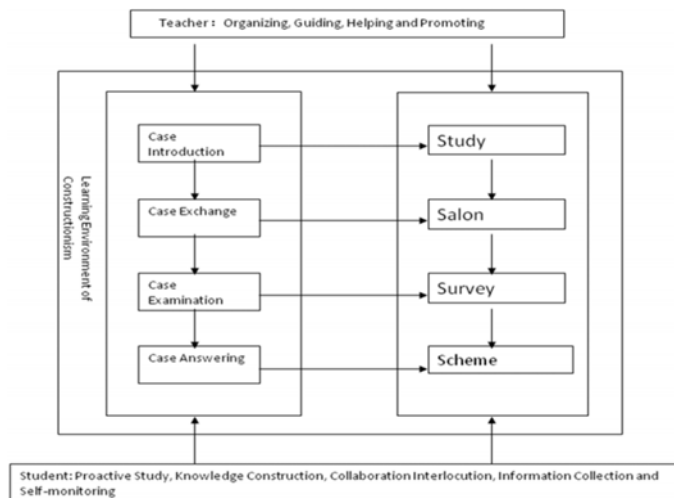 Teacher: Organizing, Guiding, Helping and Promoting
Learning Environment of
Constructionism
Case
Introduction
Study
Case Exchange
Salon
Case
Examination
Survey
Case Answering
Scheme
Student: Proactive Study, Knowledge Construction, Collaboration Interlocution, Information Collection and
Self-monitoring